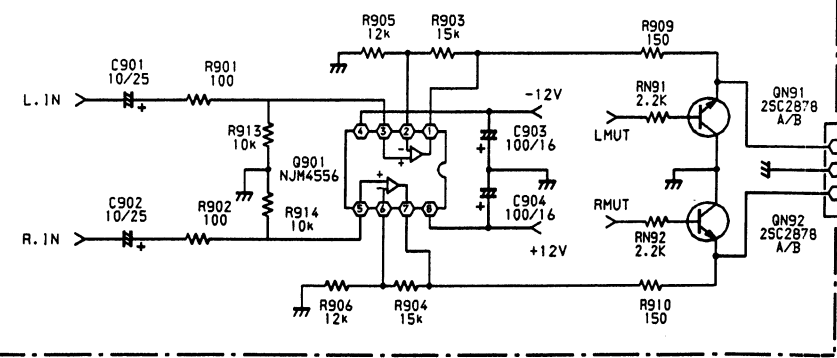 R905
12k
R903
15k
R909
150
C901
10/25
R901
100
-12V
RN91
2.2K
QN91
2SC2878
A/B
L.IN
+
R913
10k
4
3
2
1
-
+
+
C903
100/16
LMUT
Q901
NJM4556
+
-
C902
10/25
R902
100
R914
10k
5
6
7
8
+
C904
100/16
RMUT
RN92
2.2K
QN92
2SC2878
A/B
R.IN
+
+12V
R906
12k
R904
15k
R910
150